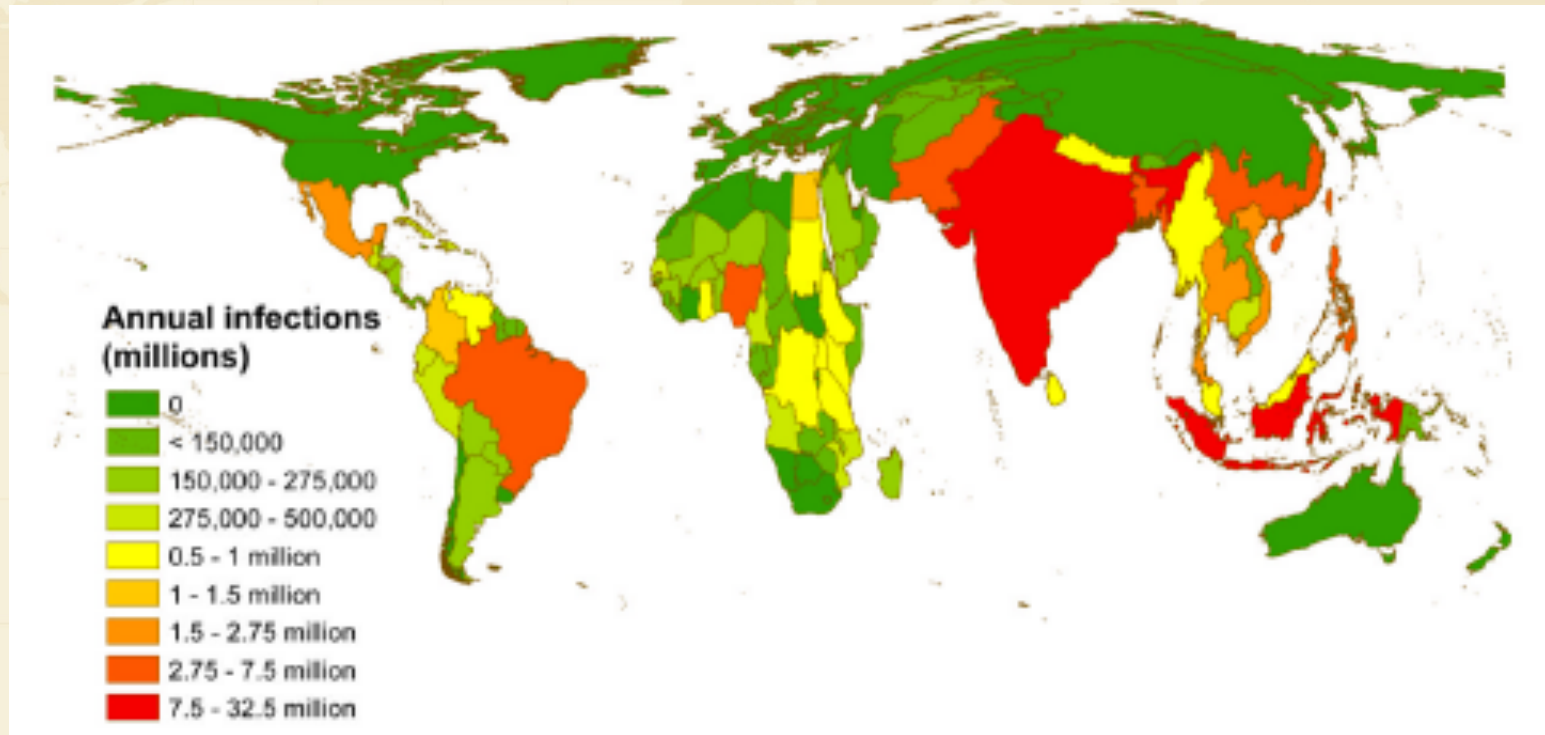 Annual infections
(millions)
0
< 150,000
150,000 - 275,000
275,000 - 500,000
0.5 - 1 million
1 - 1.5 million
1.5 - 2.75 million
2.75 - 7.5 million
7.5 - 32.5 million